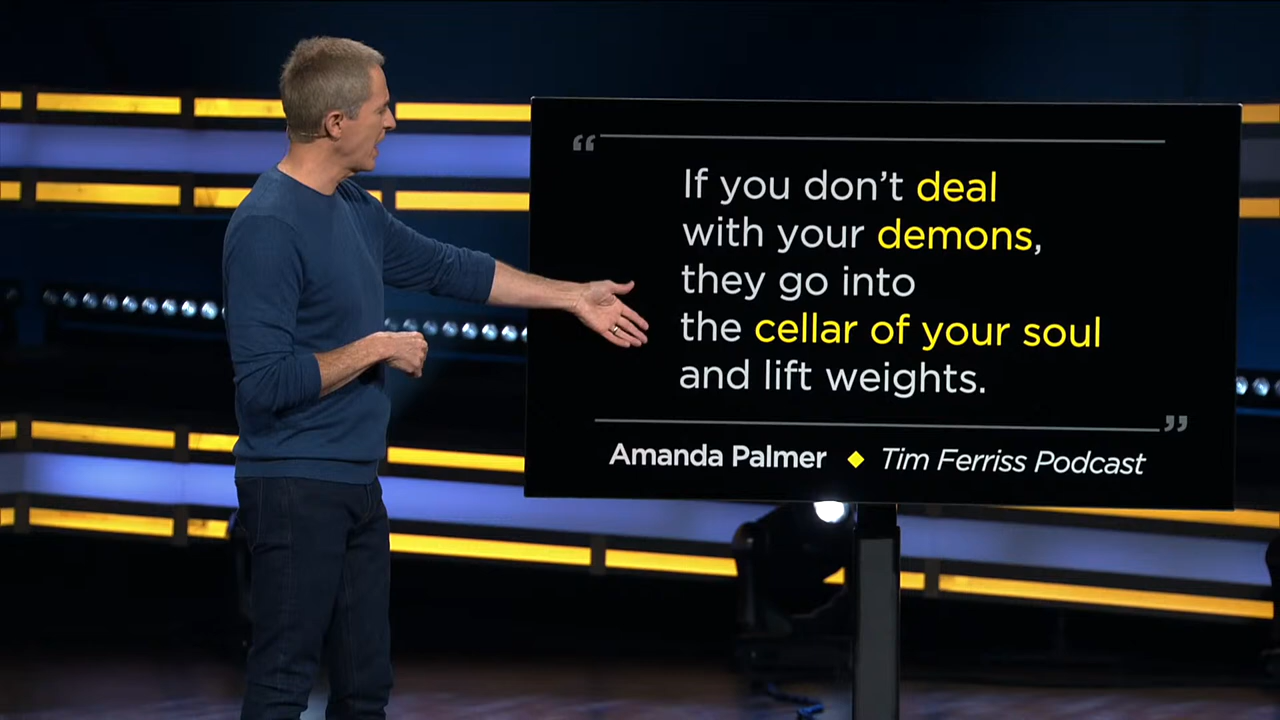 “
If you don’t deal
with your demons,
they go into
the cellar of your soul
and lift weights.
”
Amanda Palmer ◆ Tim Ferriss Podcast